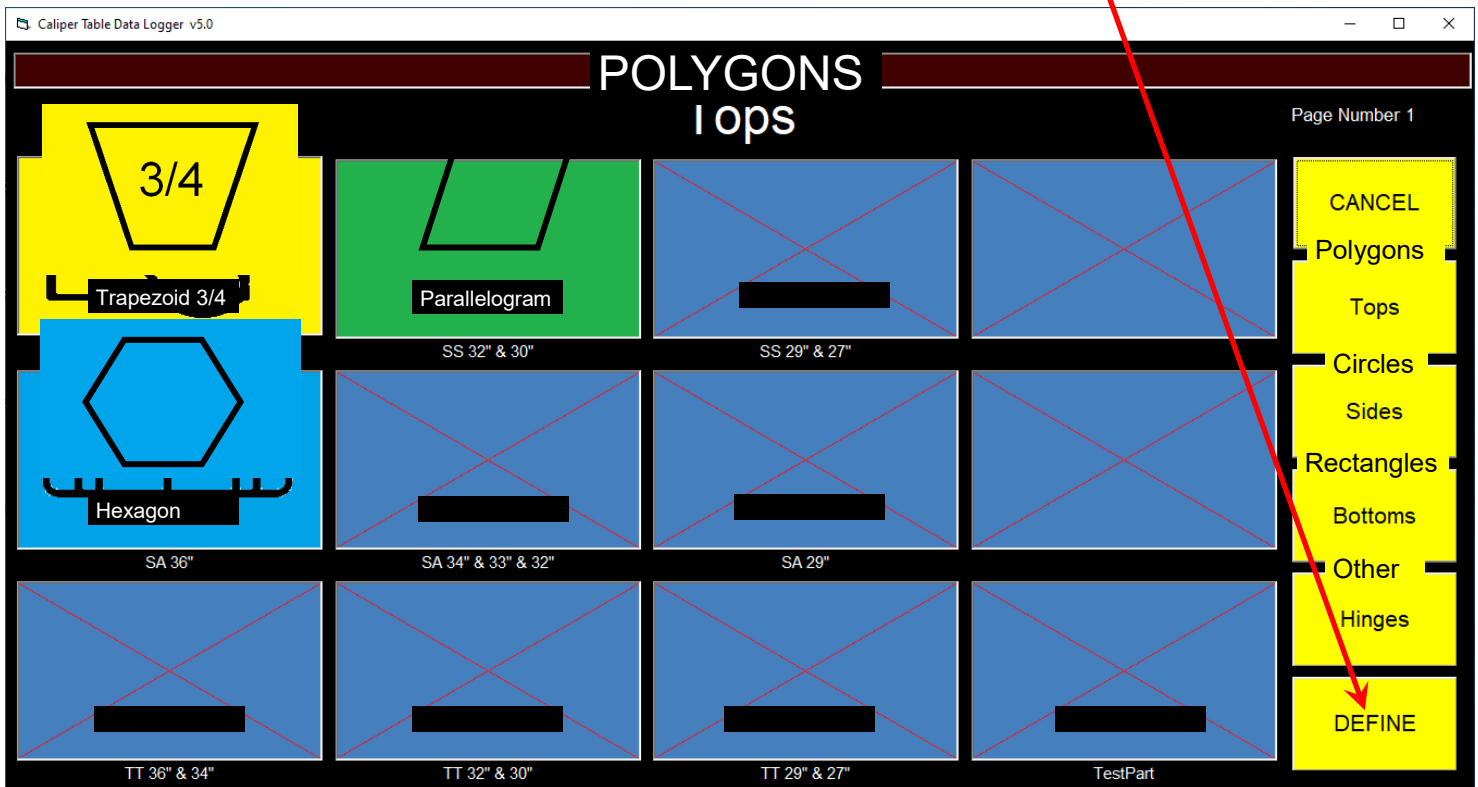 Caliper Table Data Logger v5.0
POLYGONS
Tops
Page Number 1
3/4
Trapezoid 3/4
Parallelogram
SS 32" & 30"
SS 29" & 27"
Hexagon
SA 36"
SA 34" & 33" & 32"
SA 29"
TT 36" & 34"
TT 32" & 30"
TT 29" & 27"
TestPart
CANCEL
Polygons
Tops
Circles
Sides
Rectangles
Bottoms
Other
Hinges
DEFINE